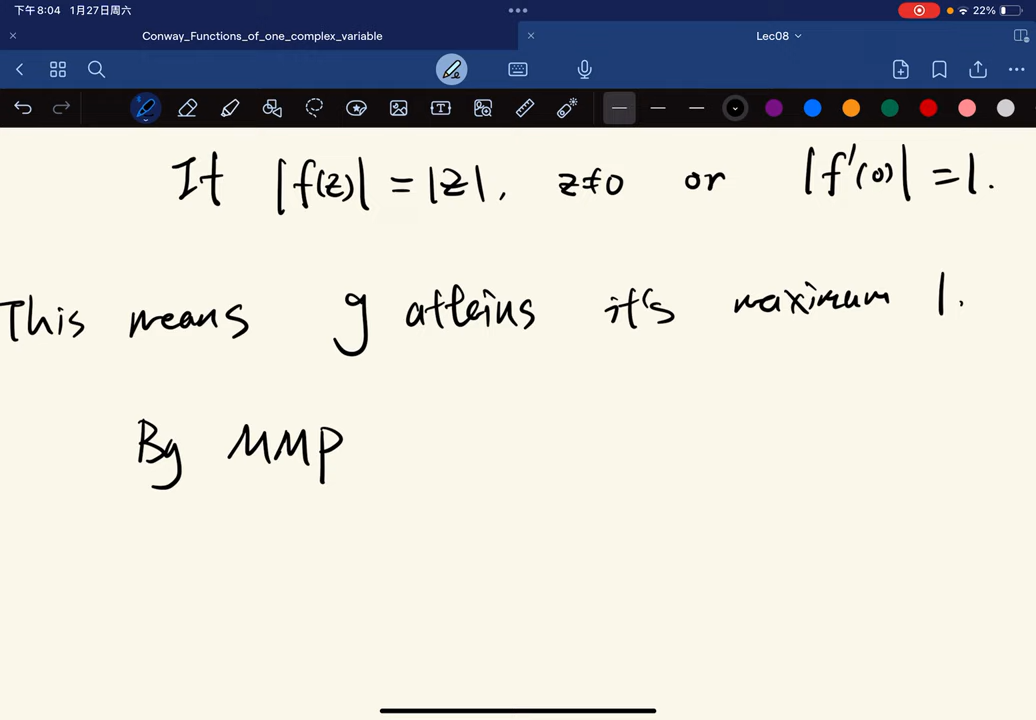 下午8:04 1月27日周六
22%
Conway_Functions_of_one_complex_variable
Lec08
If |f(z)| = |z|, z≠0 or |f'(0)| = 1.
This means g attains it's maximum 1.
By MMP